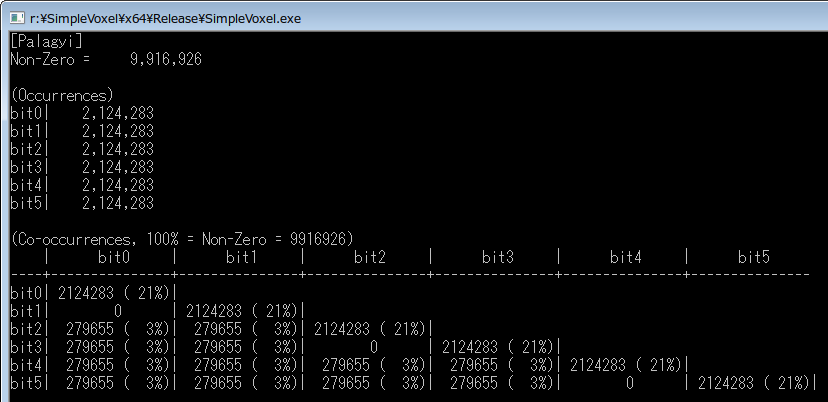 r:¥SimpleVoxel¥x64¥Release¥SimpleVoxel.exe
[Palagyi]
Non-Zero =     9,916,926

(Occurrences)
bit0|    2,124,283
bit1|    2,124,283
bit2|    2,124,283
bit3|    2,124,283
bit4|    2,124,283
bit5|    2,124,283

(Co-occurrences, 100% = Non-Zero = 9916926)
    |     bit0      |     bit1      |     bit2      |     bit3      |     bit4      |     bit5
----+---------------+---------------+---------------+---------------+---------------+---------------
bit0| 2124283 ( 21%)|
bit1|       0       | 2124283 ( 21%)|
bit2|  279655 (  3%)|  279655 (  3%)| 2124283 ( 21%)|
bit3|  279655 (  3%)|  279655 (  3%)|       0       | 2124283 ( 21%)|
bit4|  279655 (  3%)|  279655 (  3%)|  279655 (  3%)|  279655 (  3%)| 2124283 ( 21%)|
bit5|  279655 (  3%)|  279655 (  3%)|  279655 (  3%)|  279655 (  3%)|       0       | 2124283 ( 21%)|